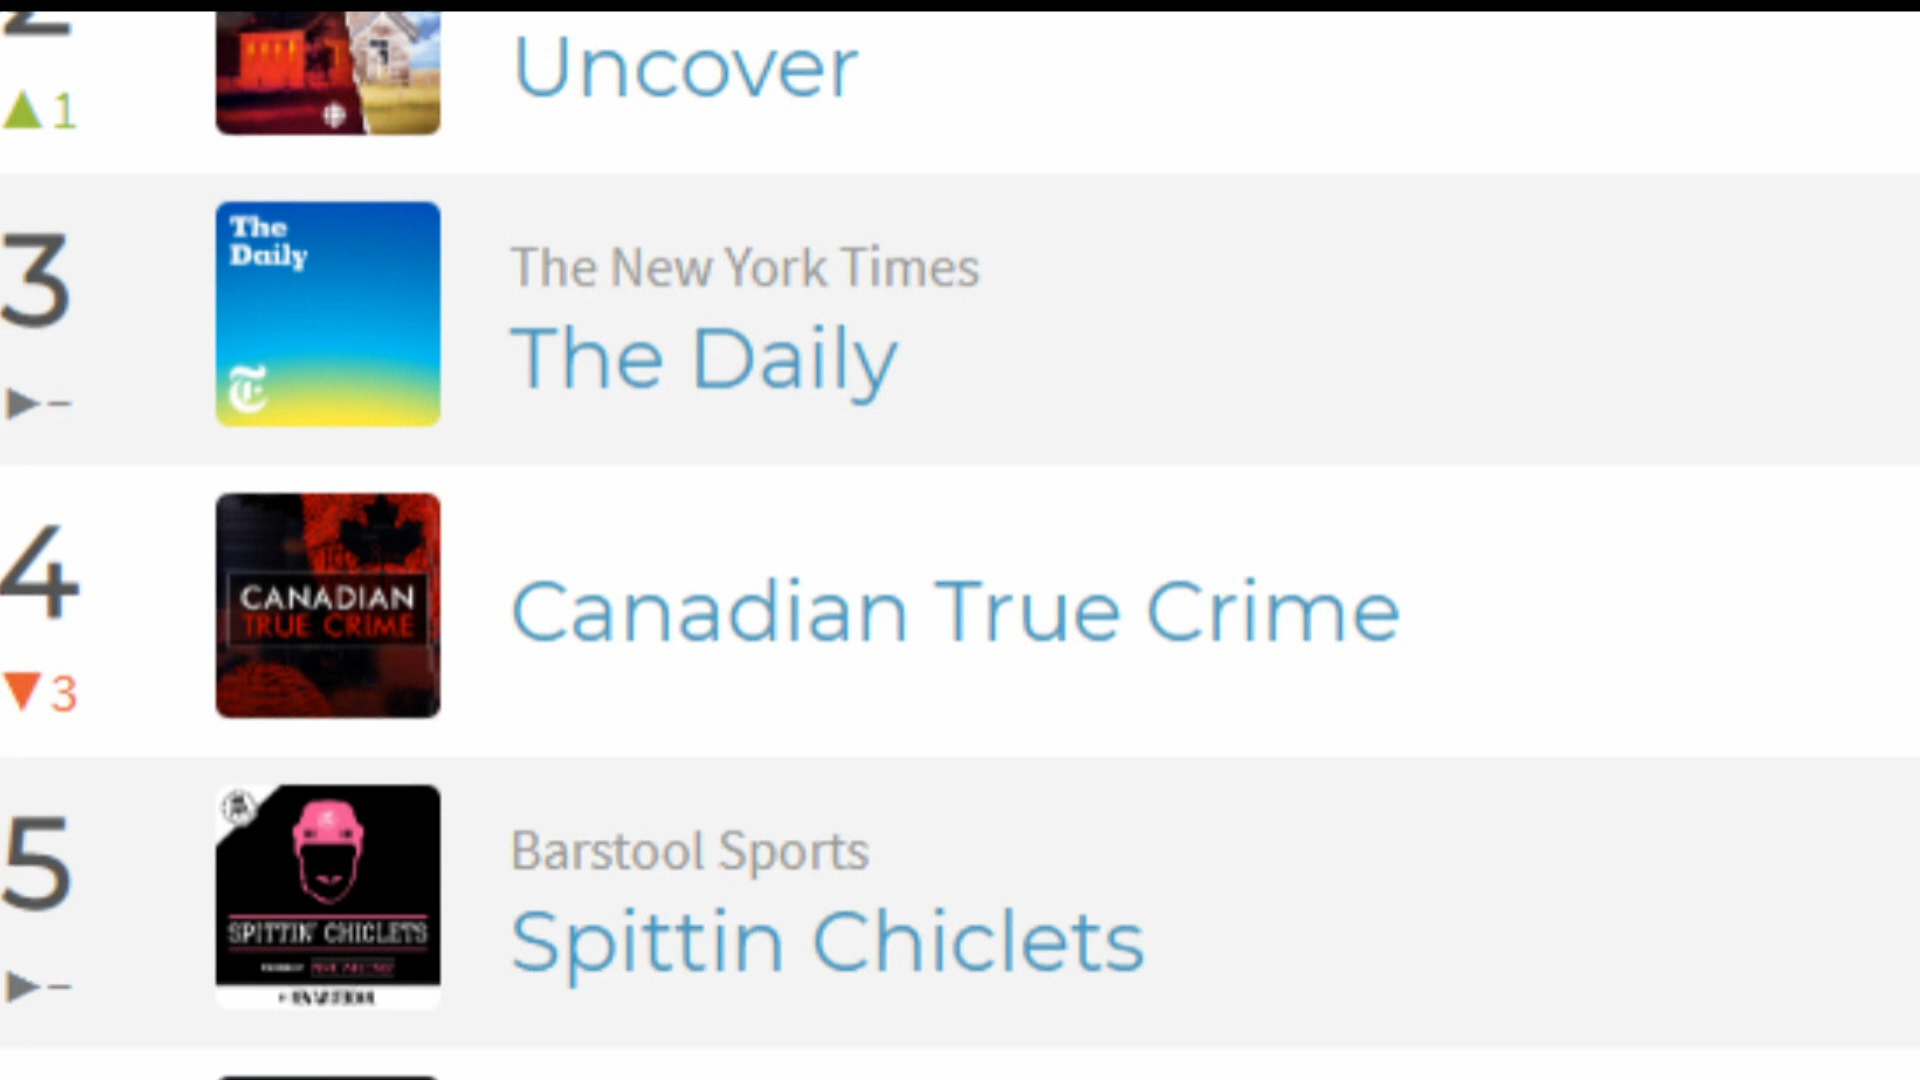 2
▲1
Uncover
3
The
Daily
The New York Times
The Daily
▶–
4
CANADIAN
TRUE CRIME
Canadian True Crime
▼3
5
SPITTIN' CHICLETS
Barstool Sports
Spittin Chiclets
▶–